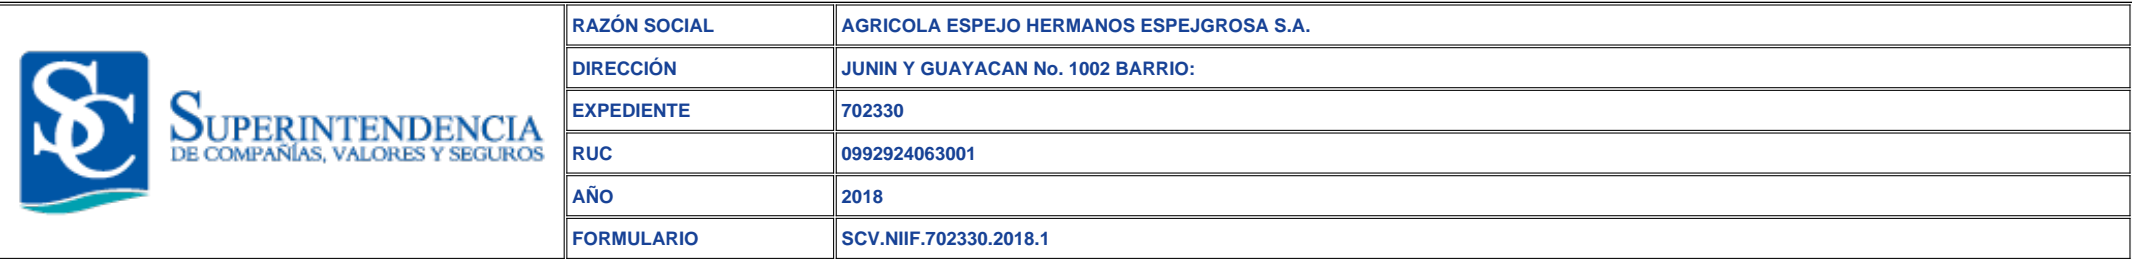 SC
SUPERINTENDENCIA
DE COMPAÑÍAS, VALORES Y SEGUROS
RAZÓN SOCIAL AGRICOLA ESPEJO HERMANOS ESPEJGROSA S.A.
DIRECCIÓN JUNIN Y GUAYACAN No. 1002 BARRIO:
EXPEDIENTE 702330
RUC 0992924063001
AÑO 2018
FORMULARIO SCV.NIIF.702330.2018.1